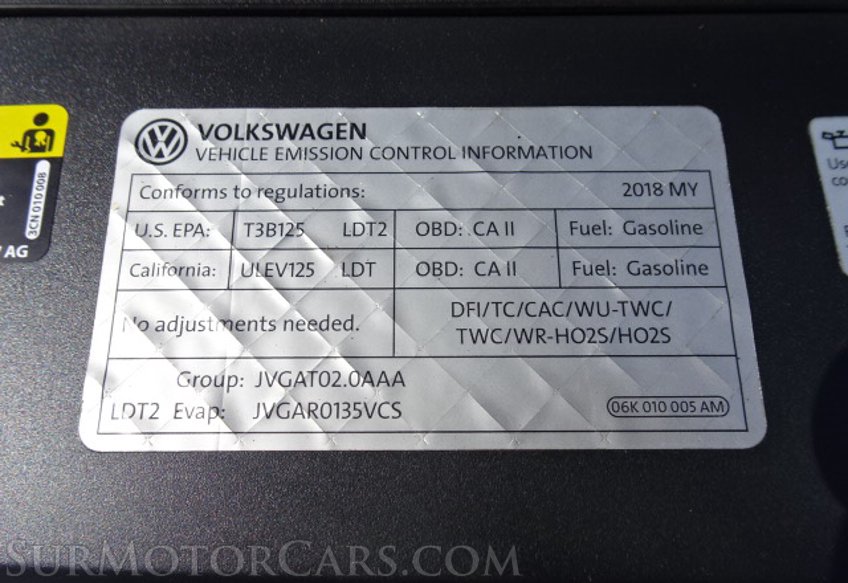 VOLKSWAGEN
VEHICLE EMISSION CONTROL INFORMATION
Conforms to regulations: 2018 MY
U.S. EPA: T3B125 LDT2 OBD: CA II Fuel: Gasoline
California: ULEV125 LDT OBD: CA II Fuel: Gasoline
No adjustments needed.
DFI/TC/CAC/WU-TWC/
TWC/WR-HO2S/HO2S
Group: JVGAT02.0AAA
LDT2 Evap: JVGAR0135VCS
06K 010 005 AM
3CN 010 008
AG
Use
SURMOTORCARS.COM